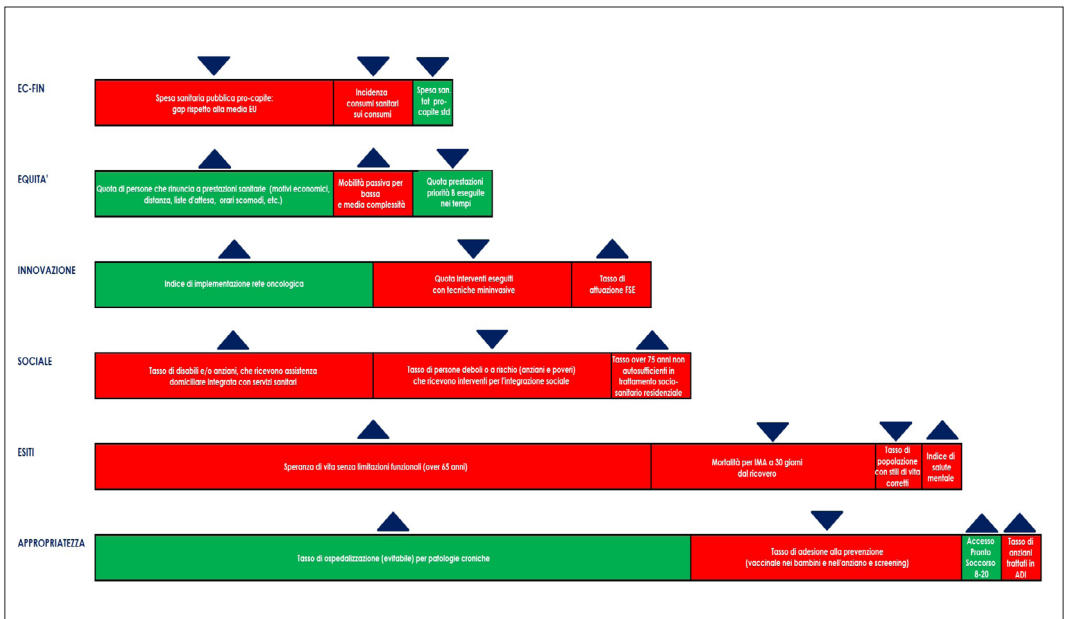 EC-FIN
Spesa sanitaria pubblica pro-capite:
gap rispetto alla media EU
Incidenza
consumi sanitari
sui consumi
Spesa san.
tot pro-
capite std
EQUITA'
Quota di persone che rinuncia a prestazioni sanitarie (motivi economici,
distanza, liste d'attesa, orari scomodi, etc.)
Mobilità passiva per
bassa
e media complessità
Quota prestazioni
priorità B eseguite
nei tempi
INNOVAZIONE
Indice di implementazione rete oncologica
Quota interventi eseguiti
con tecniche mininvasive
Tasso di
attuazione FSE
SOCIALE
Tasso di disabili e/o anziani, che ricevono assistenza
domiciliare integrata con servizi sanitari
Tasso di persone deboli o a rischio (anziani e poveri)
che ricevono interventi per l'integrazione sociale
Tasso over 75 anni non
autosufficienti in
trattamento socio-
sanitario residenziale
ESITI
Speranza di vita senza limitazioni funzionali (over 65 anni)
Mortalità per IMA a 30 giorni
dal ricovero
Tasso di
popolazione
con stili di vita
corretti
Indice di
salute
mentale
APPROPRIATEZZA
Tasso di ospedalizzazione (evitabile) per patologie croniche
Tasso di adesione alla prevenzione
(vaccinale nei bambini e nell'anziano e screening)
Accesso
Pronto
Soccorso
8-20
Tasso di
anziani
trattati in
ADI